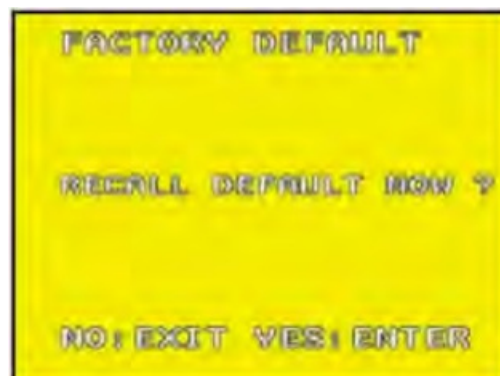 FACTORY DEFAULT
RECALL DEFAULT NOW ?
NO: EXIT YES: ENTER